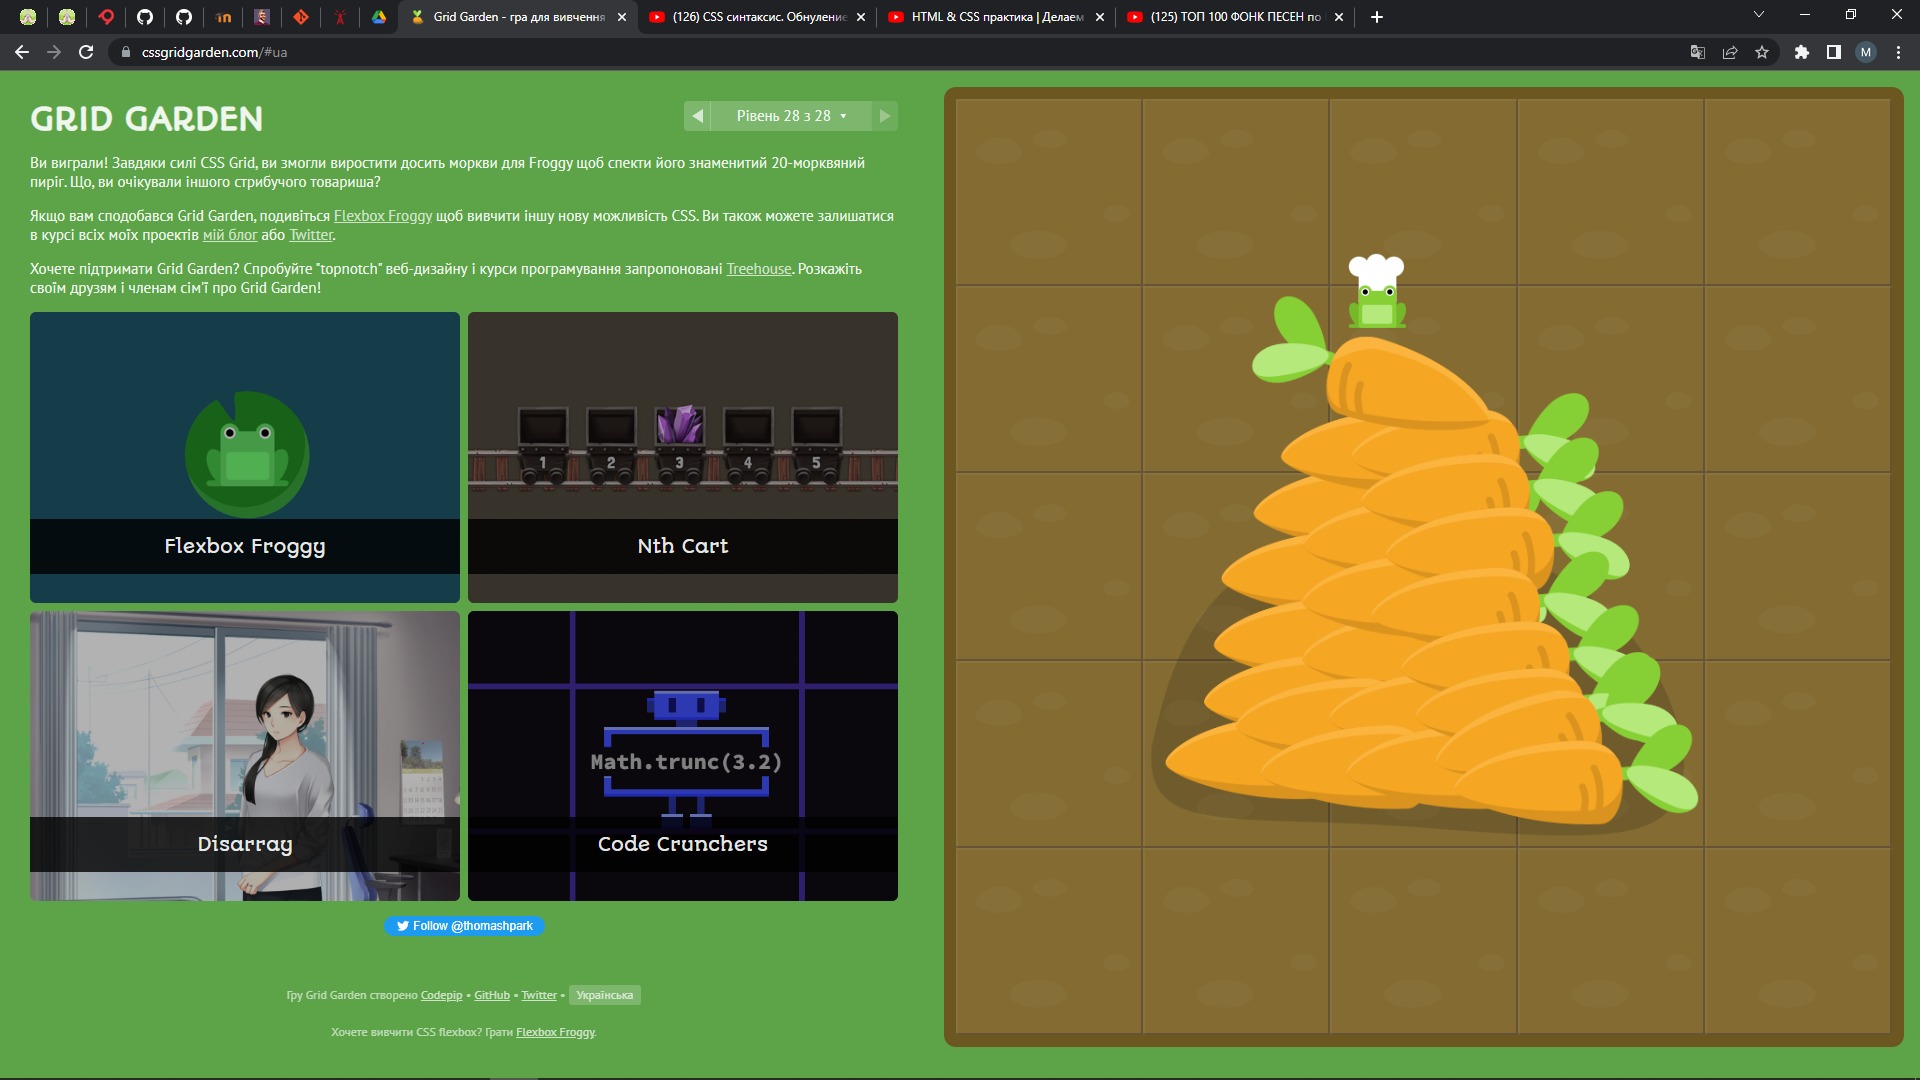 Grid Garden - гра для вивчення
(126) CSS синтаксис. Обнуление
HTML & CSS практика | Делаем
(125) ТОП 100 ФОНК ПЕСЕН по
cssgridgarden.com/#ua
M
GRID GARDEN
Рівень 28 з 28
Ви виграли! Завдяки силі CSS Grid, ви змогли виростити досить моркви для Froggy щоб спекти його знаменитий 20-морквяний
пиріг. Що, ви очікували іншого стрибучого товариша?
Якщо вам сподобався Grid Garden, подивіться Flexbox Froggy щоб вивчити іншу нову можливість CSS. Ви також можете залишатися
в курсі всіх моїх проектів мій блог або Twitter.
Хочете підтримати Grid Garden? Спробуйте "topnotch" веб-дизайну і курси програмування запропоновані Treehouse. Розкажіть
своїм друзям і членам сім'ї про Grid Garden!
1 2 3 4 5
Flexbox Froggy
Nth Cart
Math.trunc(3.2)
Disarray
Code Crunchers
Follow @thomashpark
Гру Grid Garden створено Codepip • GitHub • Twitter • Українська
Хочете вивчити CSS flexbox? Грати Flexbox Froggy.